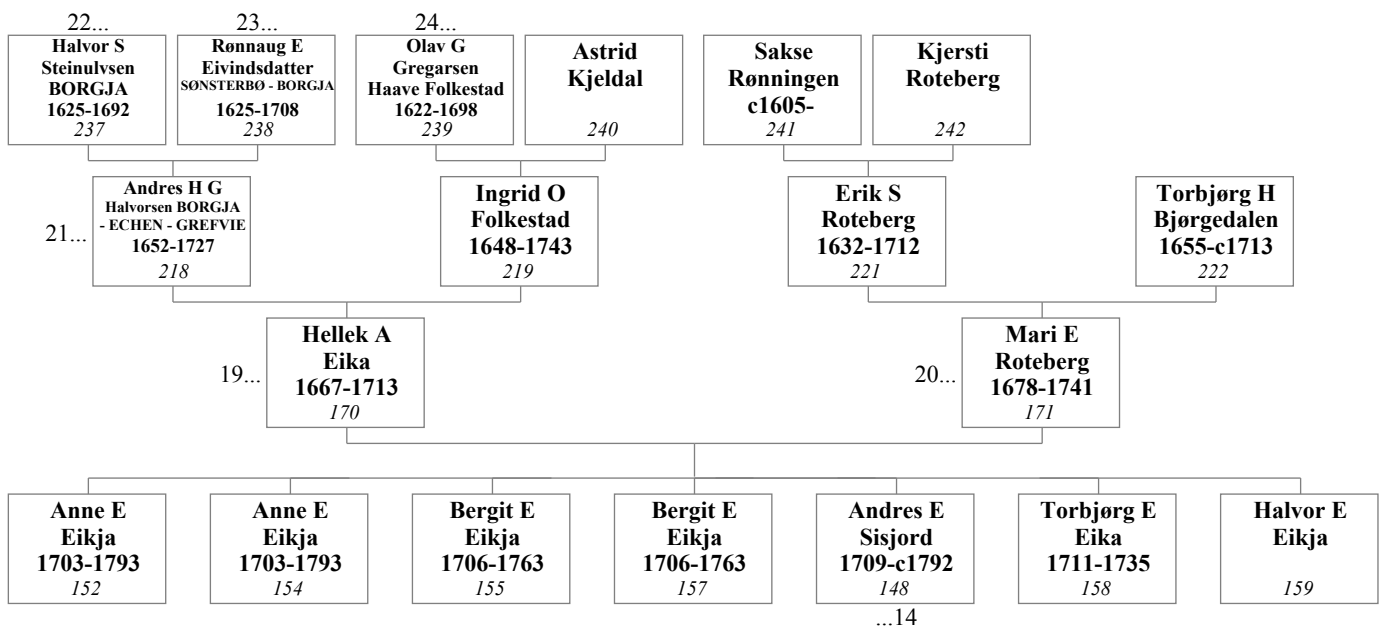 22...
23...
24...
Halvor S
Steinulvsen
BORGJA
1625-1692
237
Rønnaug E
Eivindsdatter
SØNSTERBØ - BORGJA
1625-1708
238
Olav G
Gregarsen
Haave Folkestad
1622-1698
239
Astrid
Kjeldal
240
Sakse
Rønningen
c1605-
241
Kjersti
Roteberg
242
21...
Andres H G
Halvorsen BORGJA
- ECHEN - GREFVIE
1652-1727
218
Ingrid O
Folkestad
1648-1743
219
Erik S
Roteberg
1632-1712
221
Torbjørg H
Bjørgedalen
1655-c1713
222
19...
Hellek A
Eika
1667-1713
170
20...
Mari E
Roteberg
1678-1741
171
Anne E
Eikja
1703-1793
152
Anne E
Eikja
1703-1793
154
Bergit E
Eikja
1706-1763
155
Bergit E
Eikja
1706-1763
157
Andres E
Sisjord
1709-c1792
148
Torbjørg E
Eika
1711-1735
158
Halvor E
Eikja
159
...14